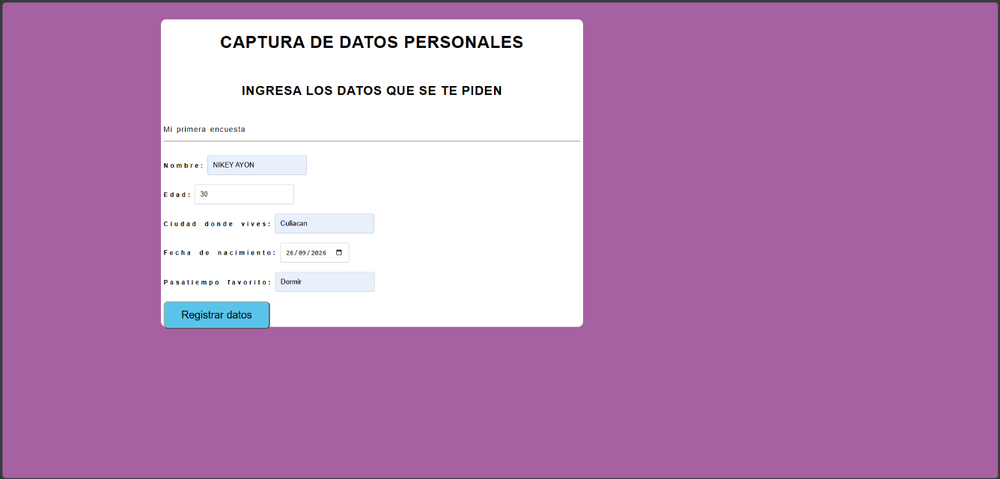 CAPTURA DE DATOS PERSONALES
INGRESA LOS DATOS QUE SE TE PIDEN
Mi primera encuesta
Nombre: NIKEY AYON
Edad: 30
Ciudad donde vives: Culiacan
Fecha de nacimiento: 26/09/2026
Pasatiempo favorito: Dormir
Registrar datos